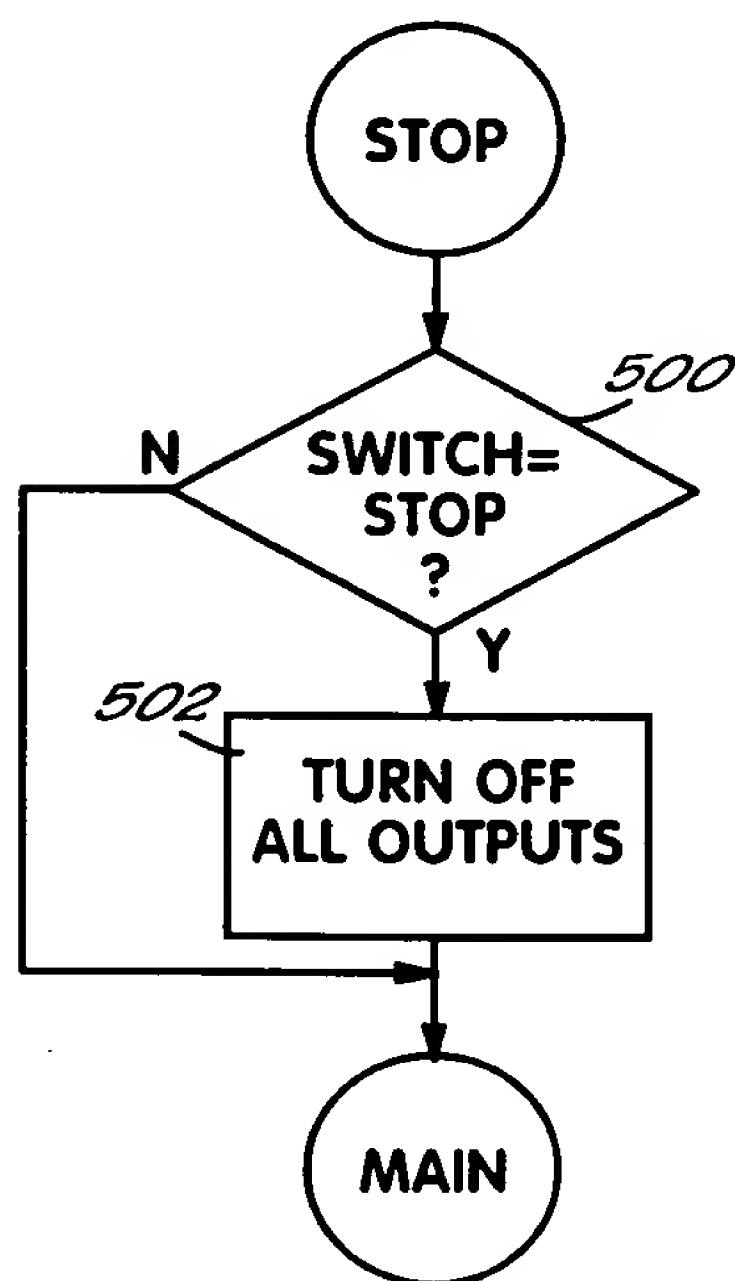 STOP
500
N
SWITCH=
STOP
?
Y
502
TURN OFF
ALL OUTPUTS
MAIN